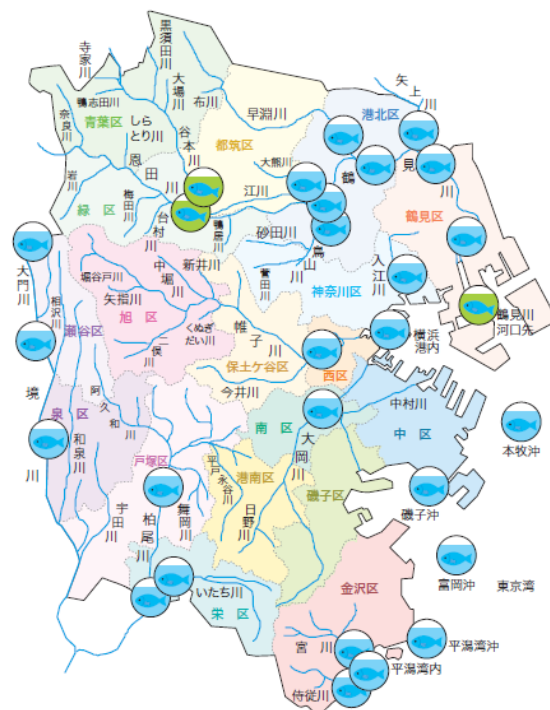 寺家川
黒須田川
大場川
鴨志田川
布川
奈良川
青葉区
しらとり川
谷本川
早淵川
港北区
矢上川
都筑区
恩田川
大熊川
鶴見川
岩川
梅田川
江川
緑区
台村川
鴨居川
砂田川
鳥山川
鶴見区
入江川
菅田川
神奈川区
大門川
相沢川
堀谷戸川
中堀川
新井川
矢指川
旭区
二俣川
くぬぎだい川
帷子川
瀬谷区
保土ケ谷区
横浜港内
鶴見川河口先
西区
今井川
境川
阿久和川
泉区
和泉川
南区
大岡川
中村川
中区
本牧沖
戸塚区
平戸永谷川
港南区
磯子区
宇田川
柏尾川
舞岡川
日野川
磯子沖
富岡沖
東京湾
いたち川
栄区
金沢区
宮川
平潟湾沖
平潟湾内
侍従川